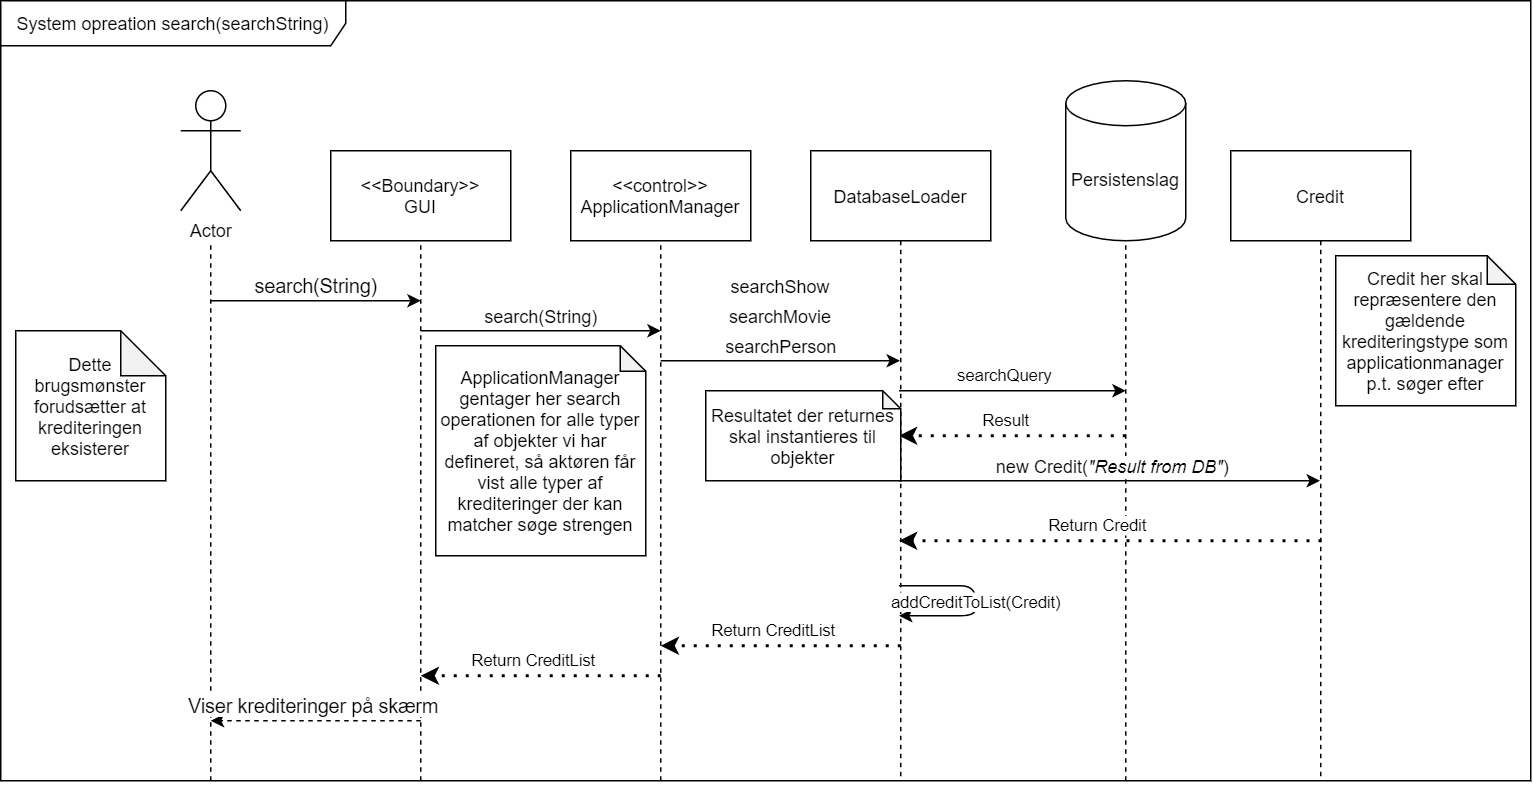 System opreation search(searchString)
Actor
<<Boundary>>
GUI
<<control>>
ApplicationManager
DatabaseLoader
Persistenslag
Credit
search(String)
search(String)
searchShow
searchMovie
searchPerson
Credit her skal
repræsentere den
gældende
krediteringstype som
applicationmanager
p.t. søger efter
Dette
brugsmønster
forudsætter at
krediteringen
eksisterer
ApplicationManager
gentager her search
operationen for alle typer
af objekter vi har
defineret, så aktøren får
vist alle typer af
krediteringer der kan
matcher søge strengen
searchQuery
Resultatet der returnes
skal instantieres til
objekter
Result
new Credit("Result from DB")
Return Credit
addCreditToList(Credit)
Return CreditList
Return CreditList
Viser krediteringer på skærm